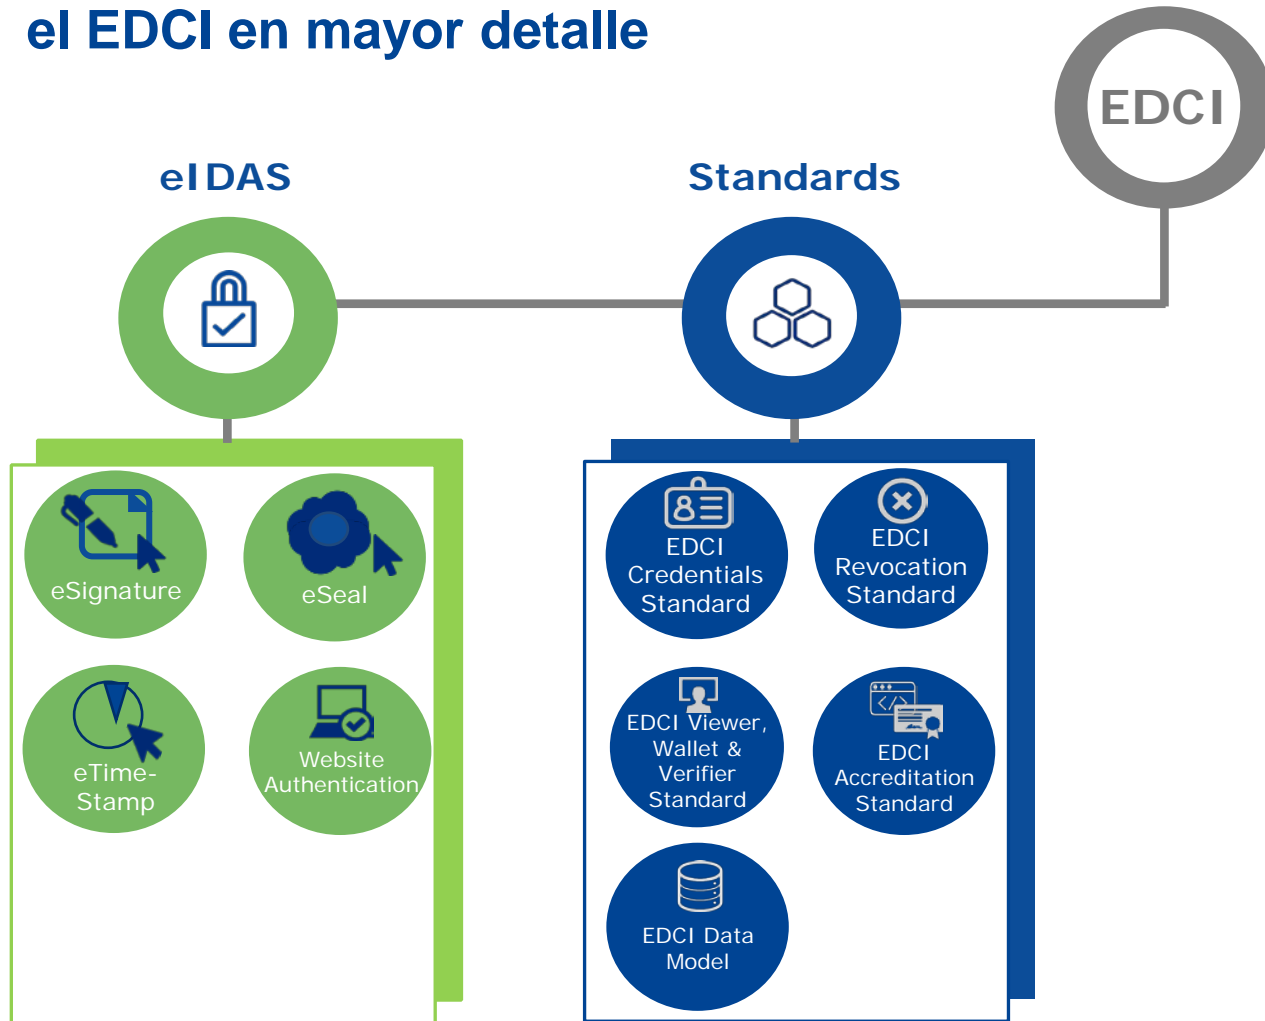 el EDCI en mayor detalle
EDCI
eIDAS
Standards
eSignature
eSeal
eTime-
Stamp
Website
Authentication
EDCI
Credentials
Standard
EDCI
Revocation
Standard
EDCI Viewer,
Wallet &
Verifier
Standard
EDCI
Accreditation
Standard
EDCI Data
Model